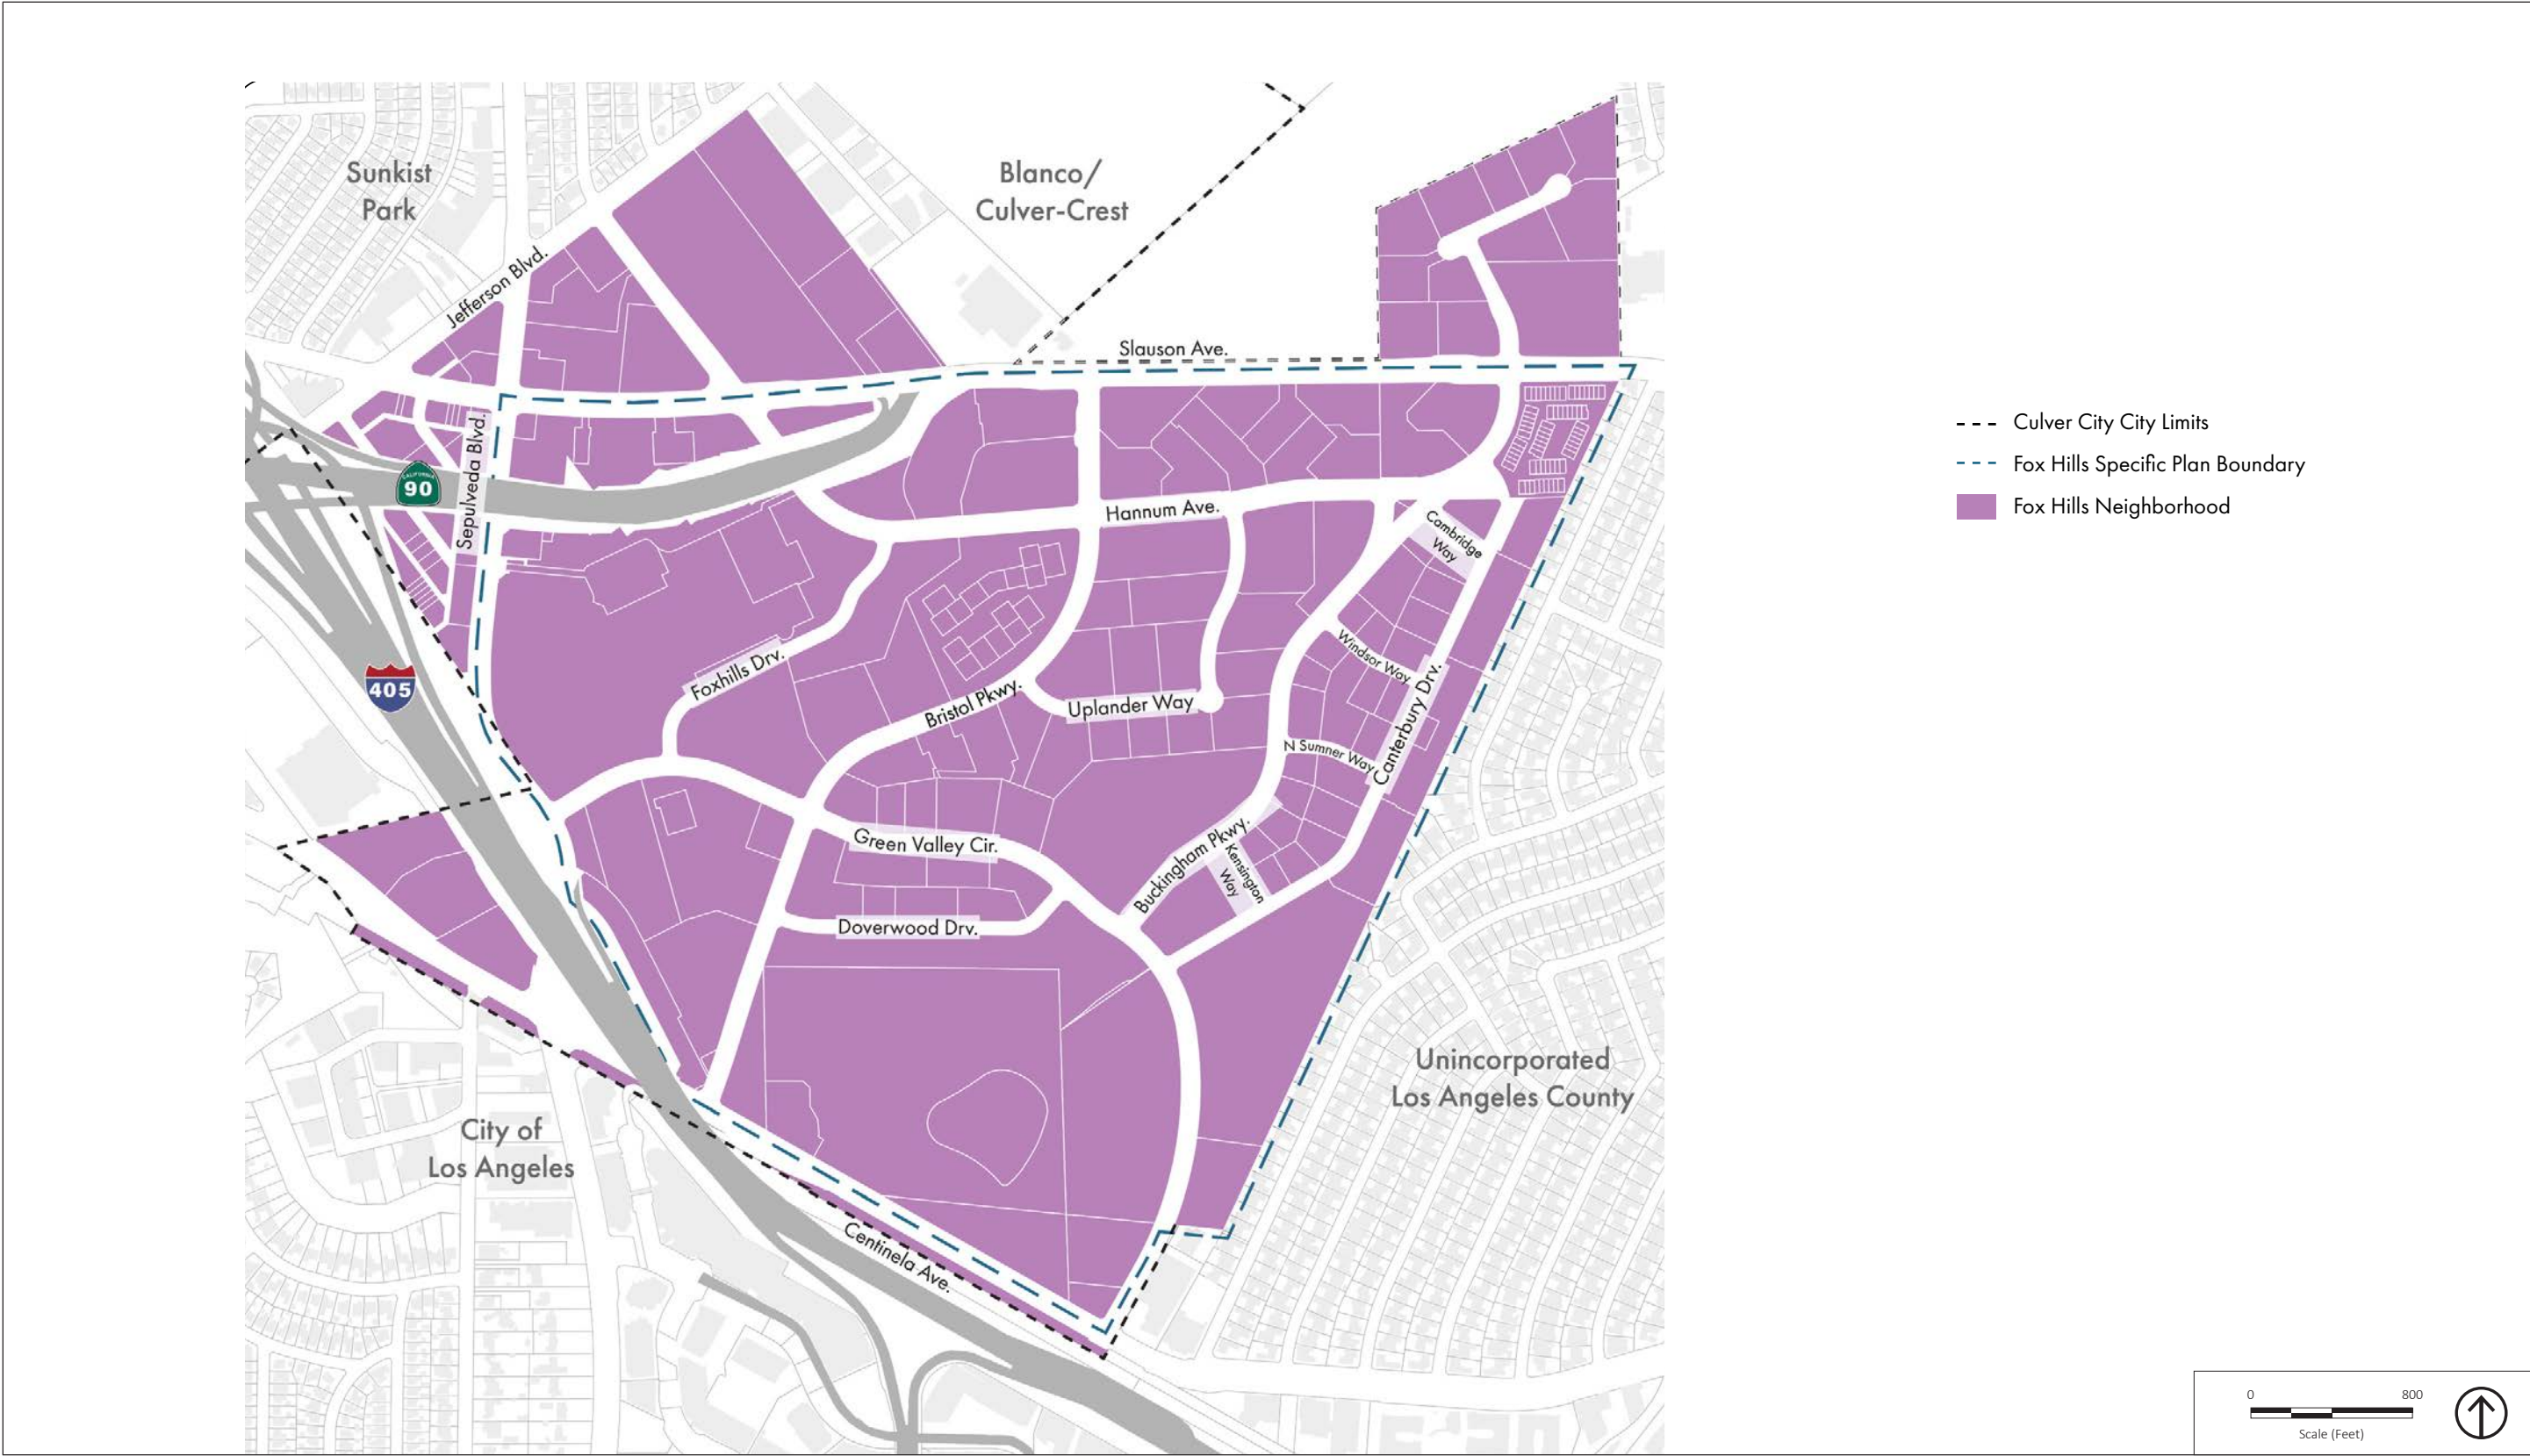 Sunkist
Park
Blanco/
Culver-Crest
Jefferson Blvd.
Slauson Ave.
Sepulveda Blvd.
CALIFORNIA
90
Hannum Ave.
Cambridge
Way
Windsor Way
Canterbury Drv.
Foxhills Drv.
Bristol Pkwy.
Uplander Way
N Sumner Way
405
Green Valley Cir.
Buckingham Pkwy.
Kensington
Way
Doverwood Drv.
Unincorporated
Los Angeles County
City of
Los Angeles
Centinela Ave.
Culver City City Limits
Fox Hills Specific Plan Boundary
Fox Hills Neighborhood
0 800
Scale (Feet)